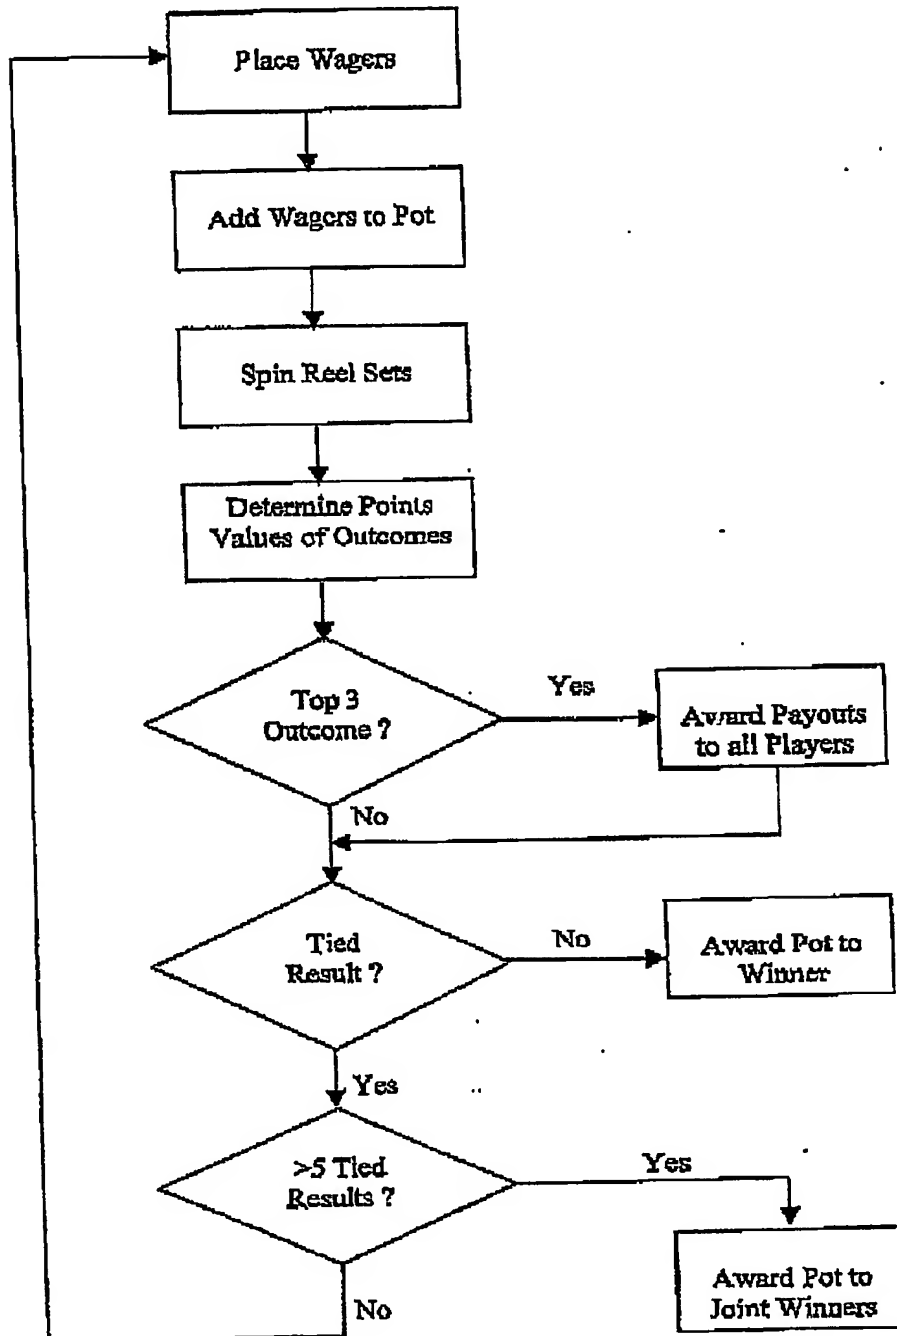 Place Wagers
Add Wagers to Pot
Spin Reel Sets
Determine Points
Values of Outcomes
Top 3
Outcome ?
Yes
Award Payouts
to all Players
No
Tied
Result ?
No
Award Pot to
Winner
Yes
>5 Tied
Results ?
Yes
Award Pot to
Joint Winners
No